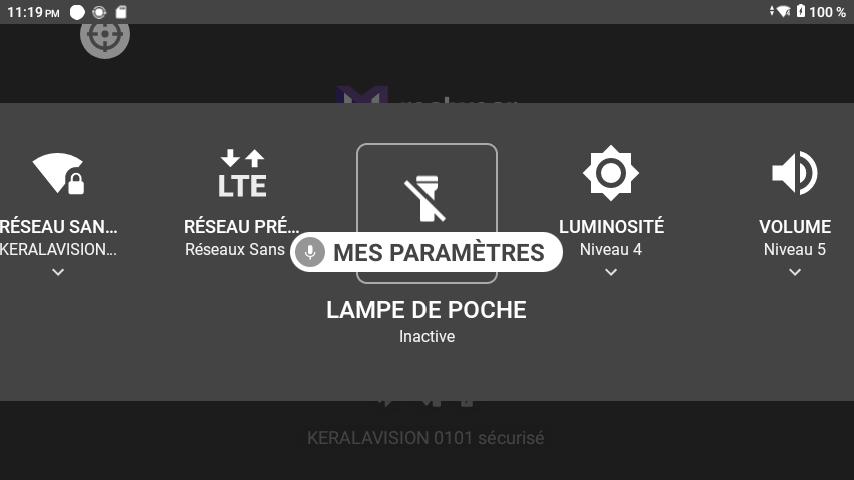 11:19 PM
100 %
RÉSEAU SAN…
KERALAVISION…
RÉSEAU PRÉ…
Réseaux Sans
LTE
MES PARAMÈTRES
LAMPE DE POCHE
Inactive
LUMINOSITÉ
Niveau 4
VOLUME
Niveau 5
KERALAVISION 0101 sécurisé